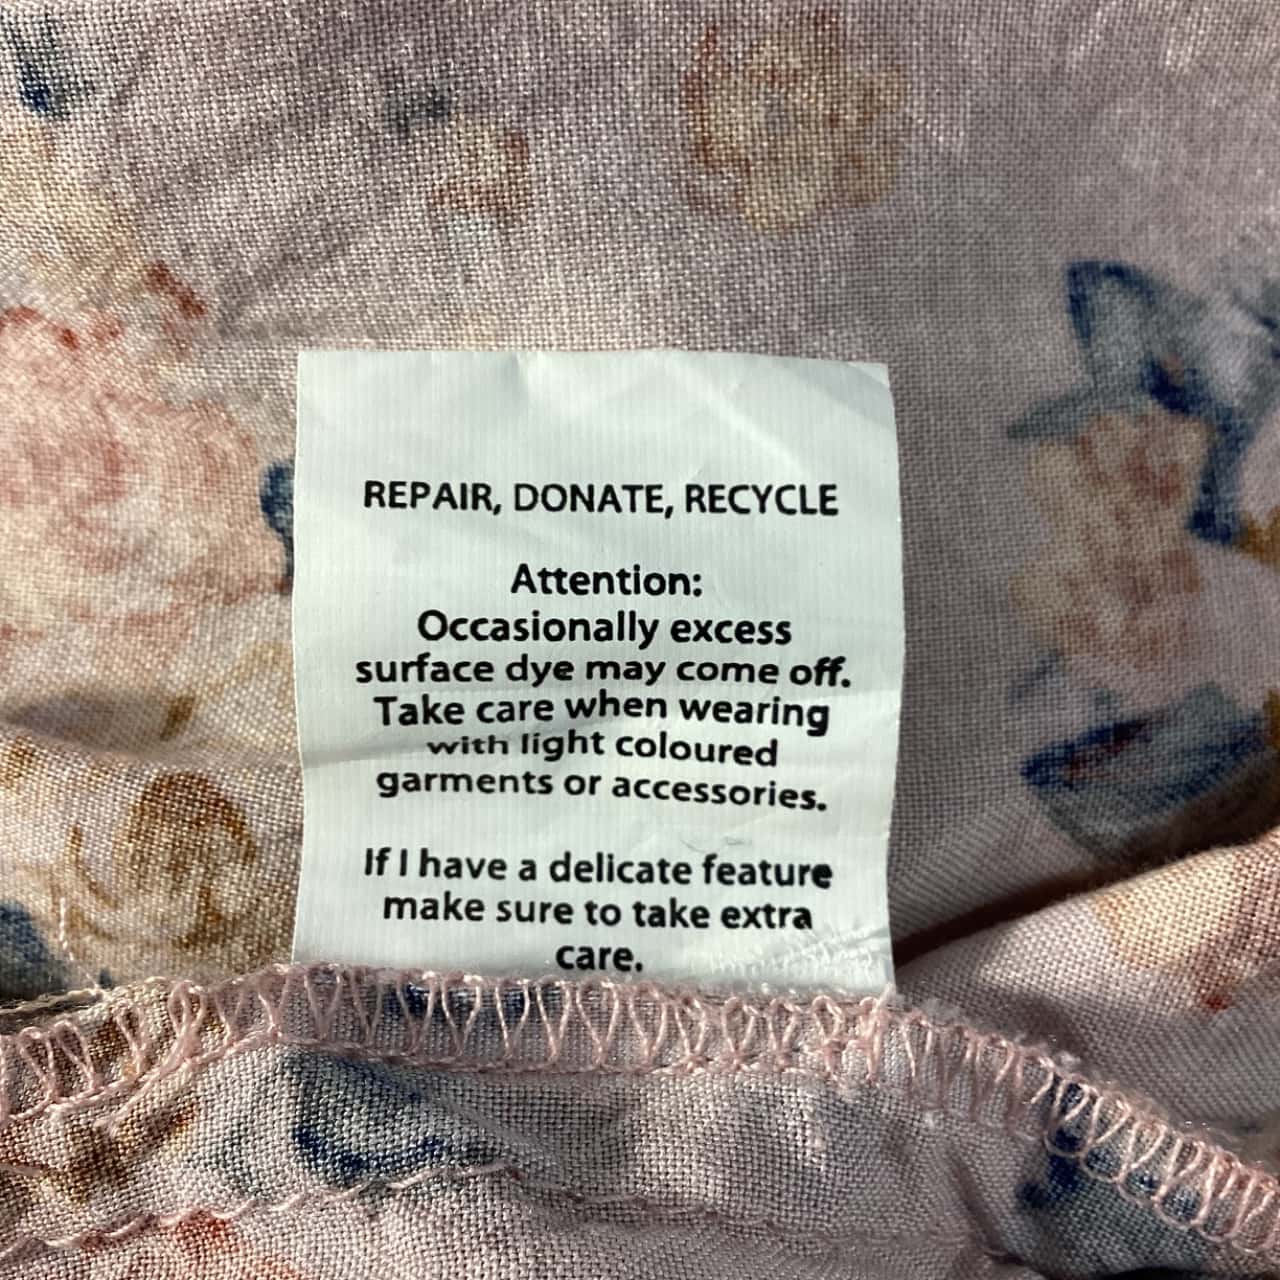 REPAIR, DONATE, RECYCLE
Attention:
Occasionally excess
surface dye may come off.
Take care when wearing
with light coloured
garments or accessories.
If I have a delicate feature
make sure to take extra
care.